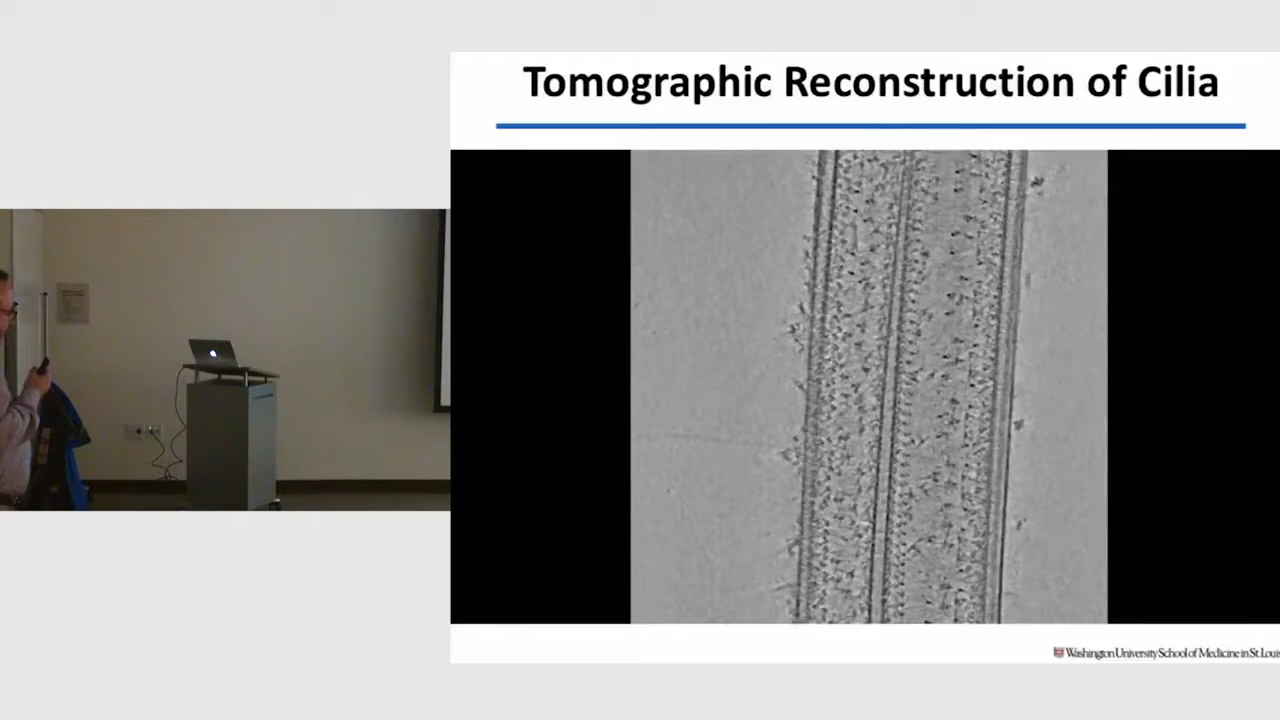 Tomographic Reconstruction of Cilia
Washington University School of Medicine in St. Louis